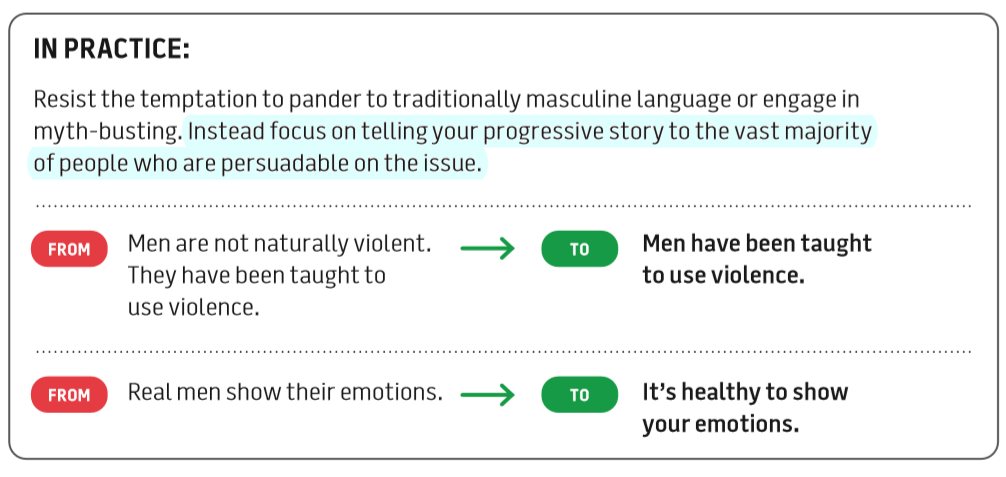 IN PRACTICE:
Resist the temptation to pander to traditionally masculine language or engage in
myth-busting. Instead focus on telling your progressive story to the vast majority
of people who are persuadable on the issue.
FROM
Men are not naturally violent.
They have been taught to
use violence.
TO
Men have been taught
to use violence.
FROM
Real men show their emotions.
TO
It’s healthy to show
your emotions.